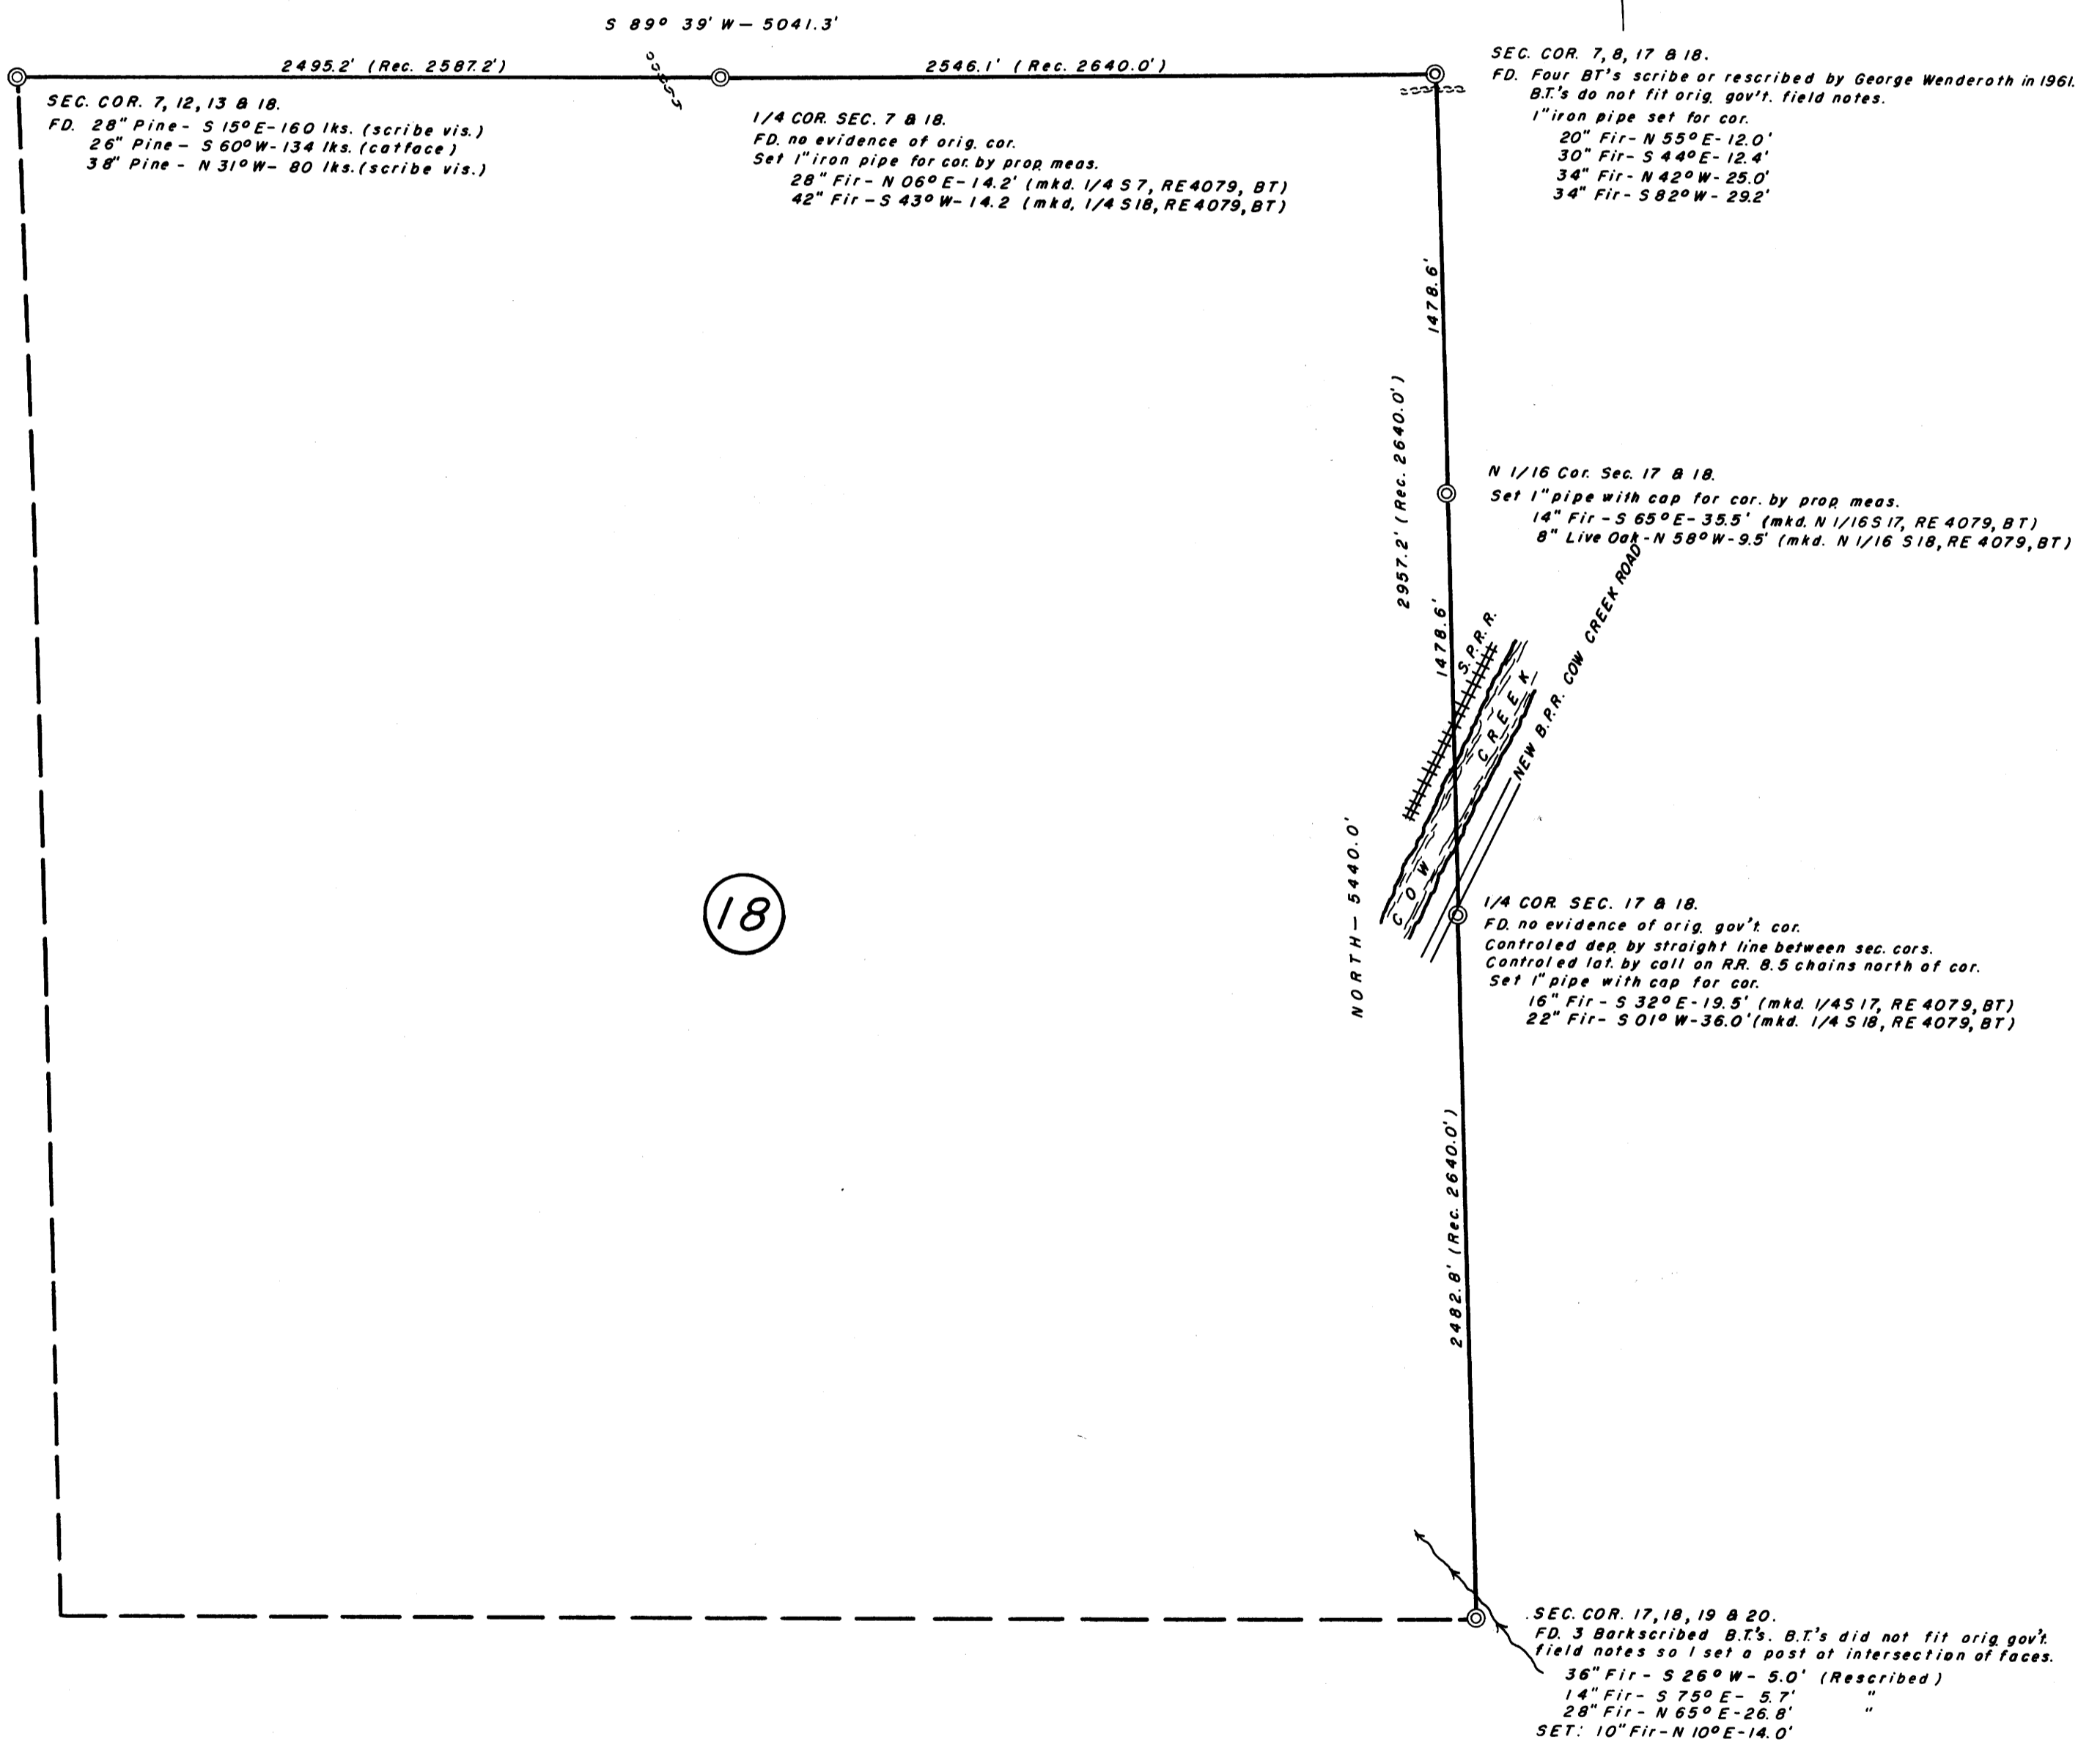 S 89° 39' W — 5041.3'
2495.2' (Rec. 2587.2')
2546.1' (Rec. 2640.0')
SEC. COR. 7, 12, 13 & 18.
FD. 28" Pine - S 15° E - 160 lks. (scribe vis.)
26" Pine - S 60° W - 134 lks. (catface)
38" Pine - N 31° W - 80 lks. (scribe vis.)
1/4 COR. SEC. 7 & 18.
FD. no evidence of orig. cor.
Set 1" iron pipe for cor. by prop. meas.
28" Fir - N 06° E - 14.2' (mkd. 1/4 S 7, RE 4079, BT)
42" Fir - S 43° W - 14.2 (mkd. 1/4 S 18, RE 4079, BT)
SEC. COR. 7, 8, 17 & 18.
FD. Four BT's scribe or rescribed by George Wenderoth in 1961.
B.T.'s do not fit orig. gov't. field notes.
1" iron pipe set for cor.
20" Fir - N 55° E - 12.0'
30" Fir - S 44° E - 12.4'
34" Fir - N 42° W - 25.0'
34" Fir - S 82° W - 29.2'
1478.6'
2957.2' (Rec. 2640.0')
N 1/16 Cor. Sec. 17 & 18.
Set 1" pipe with cap for cor. by prop. meas.
14" Fir - S 65° E - 35.5' (mkd. N 1/16 S 17, RE 4079, BT)
8" Live Oak - N 58° W - 9.5' (mkd. N 1/16 S 18, RE 4079, BT)
1478.6'
S.P.R.R.
COW CREEK
NEW B.P.R. COW CREEK ROAD
NORTH — 5440.0'
18
1/4 COR. SEC. 17 & 18.
FD. no evidence of orig. gov't. cor.
Controled dep. by straight line between sec. cors.
Controled lat. by call on R.R. 8.5 chains north of cor.
Set 1" pipe with cap for cor.
16" Fir - S 32° E - 19.5' (mkd. 1/4 S 17, RE 4079, BT)
22" Fir - S 01° W - 36.0' (mkd. 1/4 S 18, RE 4079, BT)
2482.8' (Rec. 2640.0')
SEC. COR. 17, 18, 19 & 20.
FD. 3 Barkscribed B.T.'s. B.T.'s did not fit orig. gov't.
field notes so I set a post at intersection of faces.
36" Fir - S 26° W - 5.0' (Rescribed)
14" Fir - S 75° E - 5.7' "
28" Fir - N 65° E - 26.8' "
SET: 10" Fir - N 10° E - 14.0'